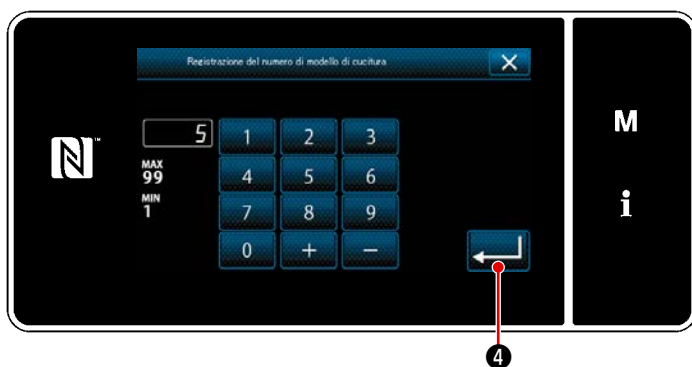 Registrazione del numero di modello di cucitura
5
1 2 3
MAX
99
4 5 6
MIN
1
7 8 9
0 + −
M
i
N™
4